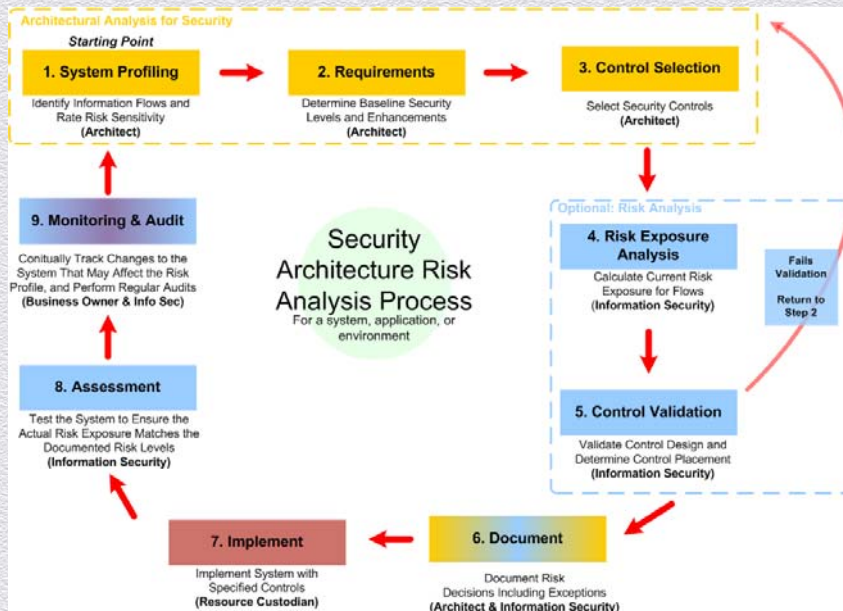 Architectural Analysis for Security
Starting Point
1. System Profiling
Identify Information Flows and
Rate Risk Sensitivity
(Architect)
2. Requirements
Determine Baseline Security
Levels and Enhancements
(Architect)
3. Control Selection
Select Security Controls
(Architect)
Optional: Risk Analysis
4. Risk Exposure
Analysis
Calculate Current Risk
Exposure for Flows
(Information Security)
Fails
Validation
Return to
Step 2
5. Control Validation
Validate Control Design and
Determine Control Placement
(Information Security)
6. Document
Document Risk
Decisions Including Exceptions
(Architect & Information Security)
7. Implement
Implement System with
Specified Controls
(Resource Custodian)
8. Assessment
Test the System to Ensure the
Actual Risk Exposure Matches the
Documented Risk Levels
(Information Security)
9. Monitoring & Audit
Conitually Track Changes to the
System That May Affect the Risk
Profile, and Perform Regular Audits
(Business Owner & Info Sec)
Security
Architecture Risk
Analysis Process
For a system, application, or
environment